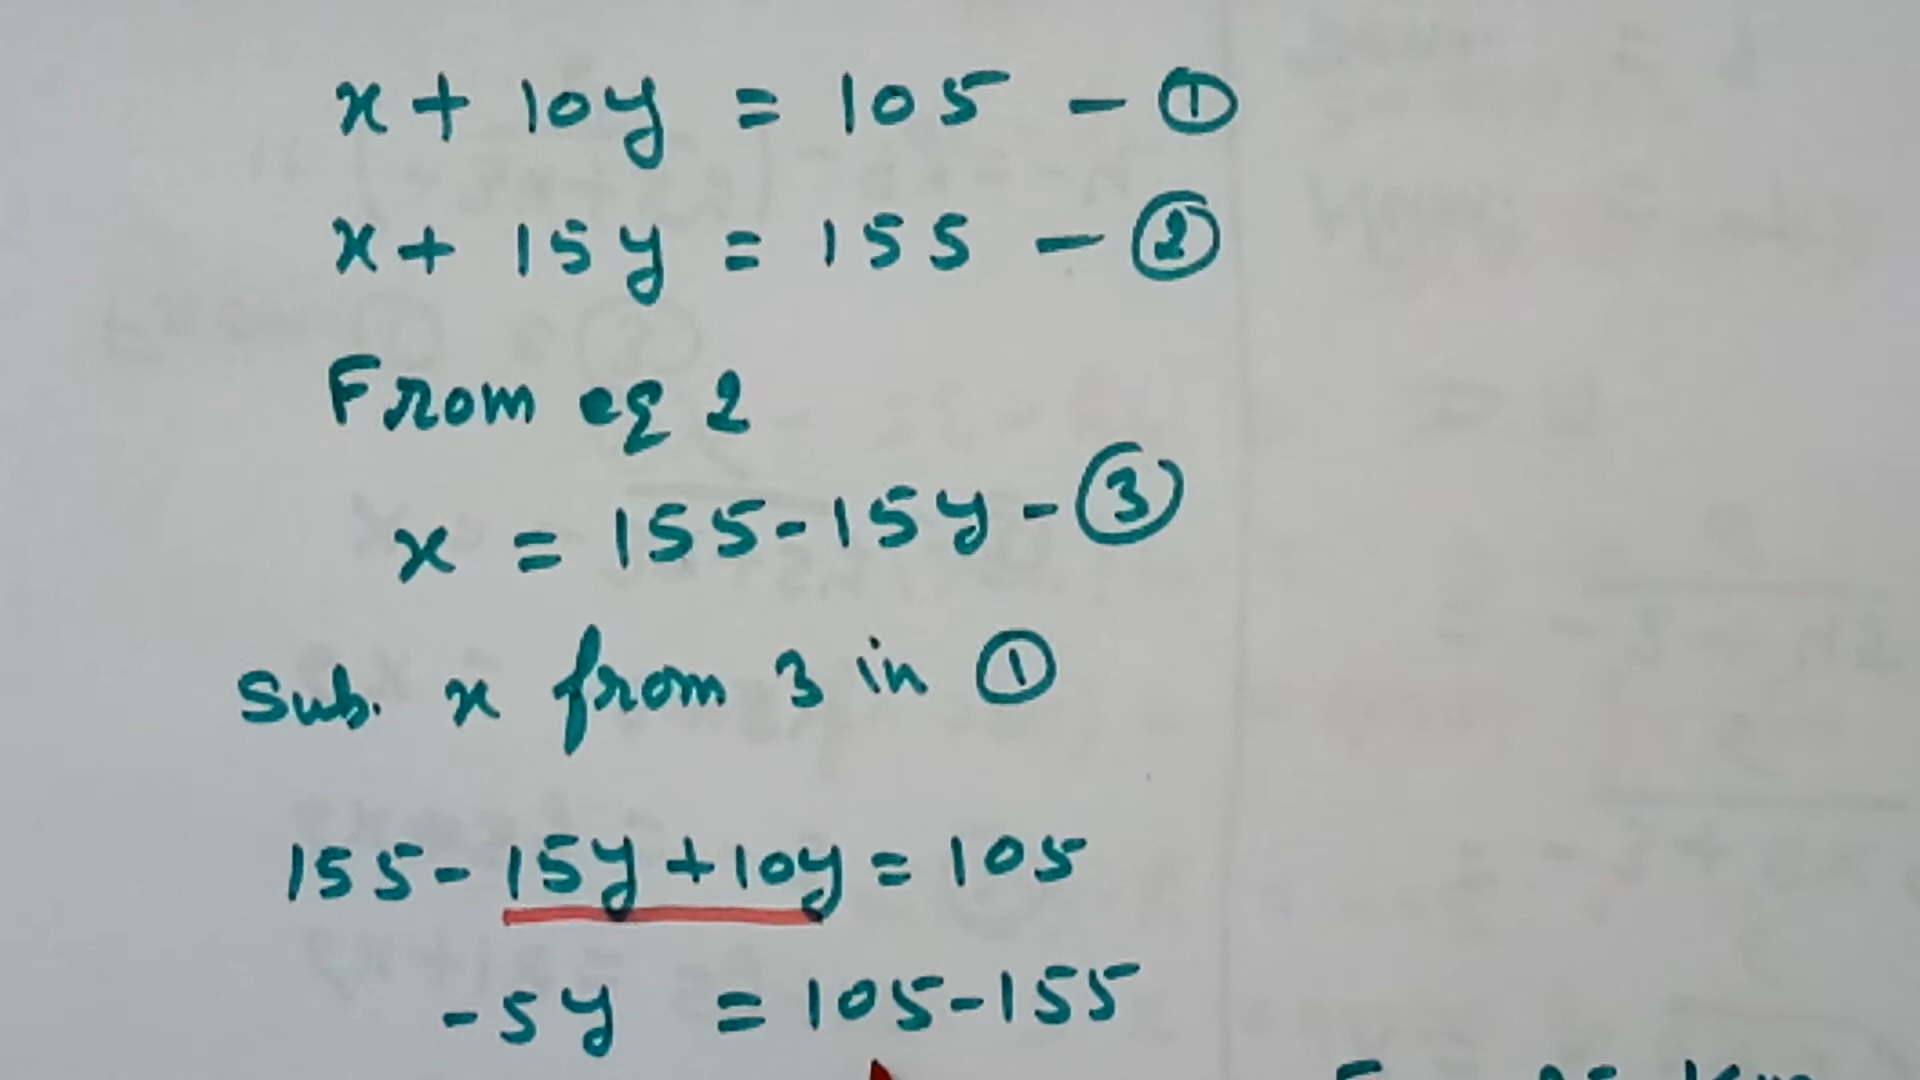 x + 10y = 105 - ①
x + 15y = 155 - ②
From eq 2
x = 155 - 15y - ③
Sub. x from 3 in ①
155 - 15y + 10y = 105
-5y = 105 - 155